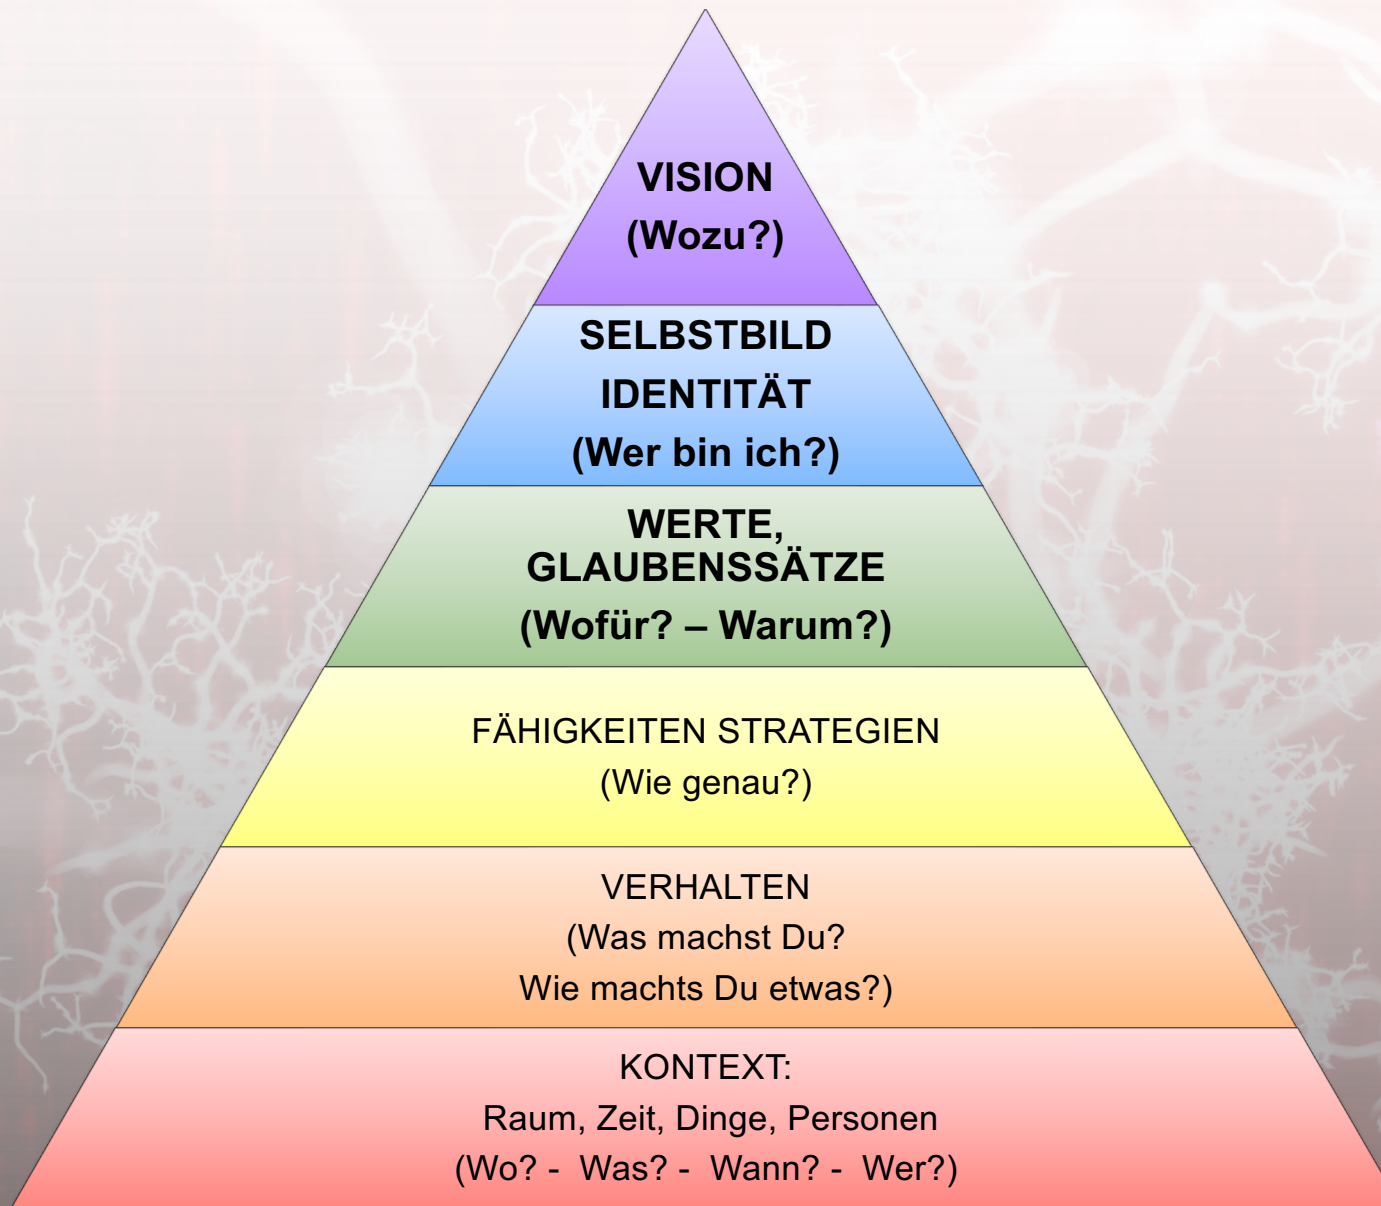 VISION
(Wozu?)
SELBSTBILD
IDENTITÄT
(Wer bin ich?)
WERTE,
GLAUBENSSÄTZE
(Wofür? – Warum?)
FÄHIGKEITEN STRATEGIEN
(Wie genau?)
VERHALTEN
(Was machst Du?
Wie machts Du etwas?)
KONTEXT:
Raum, Zeit, Dinge, Personen
(Wo? - Was? - Wann? - Wer?)